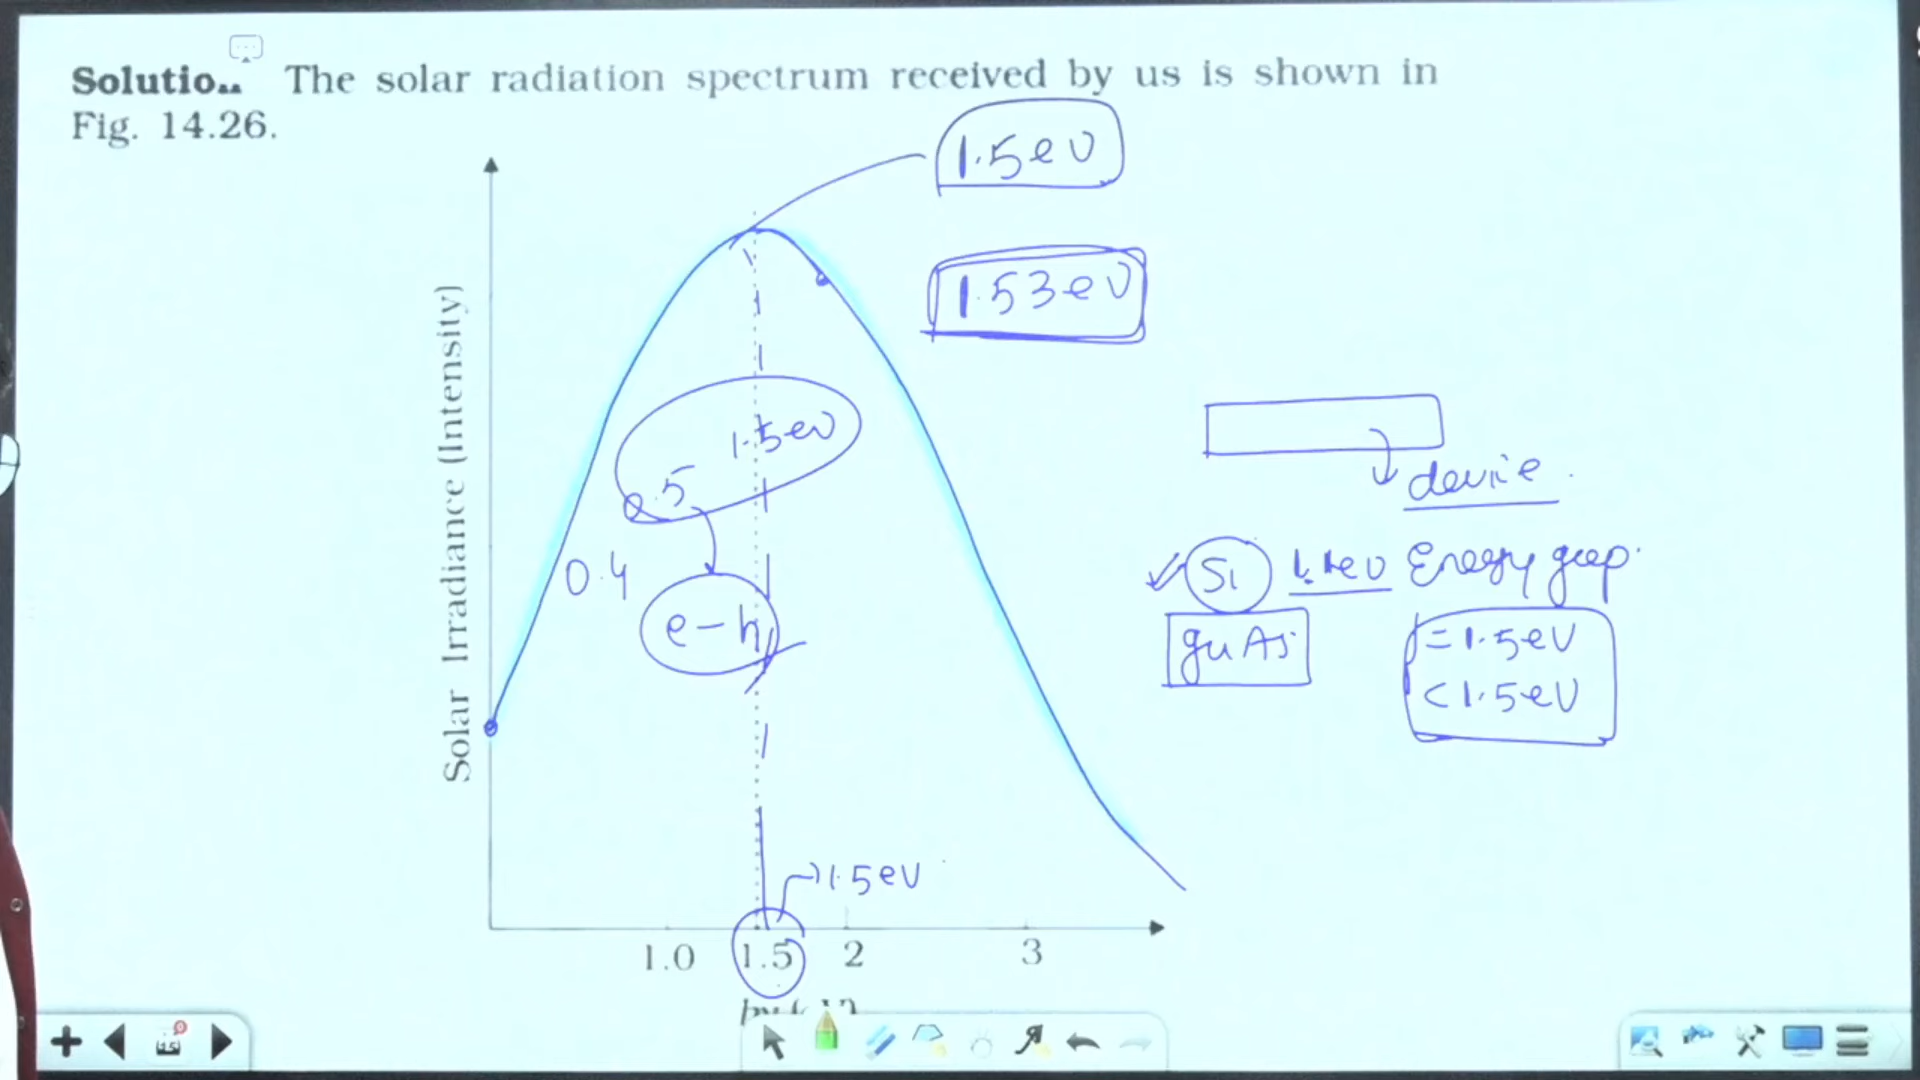 Solutio.. The solar radiation spectrum received by us is shown in
Fig. 14.26.
1.5eV
1.53eV
Solar Irradiance (Intensity)
1.5eV
0.5
0.4
e-h
device.
Si 1.1eV Energy gap.
guAs
=1.5eV
<1.5eV
1.5eV
1.0 1.5 2 3